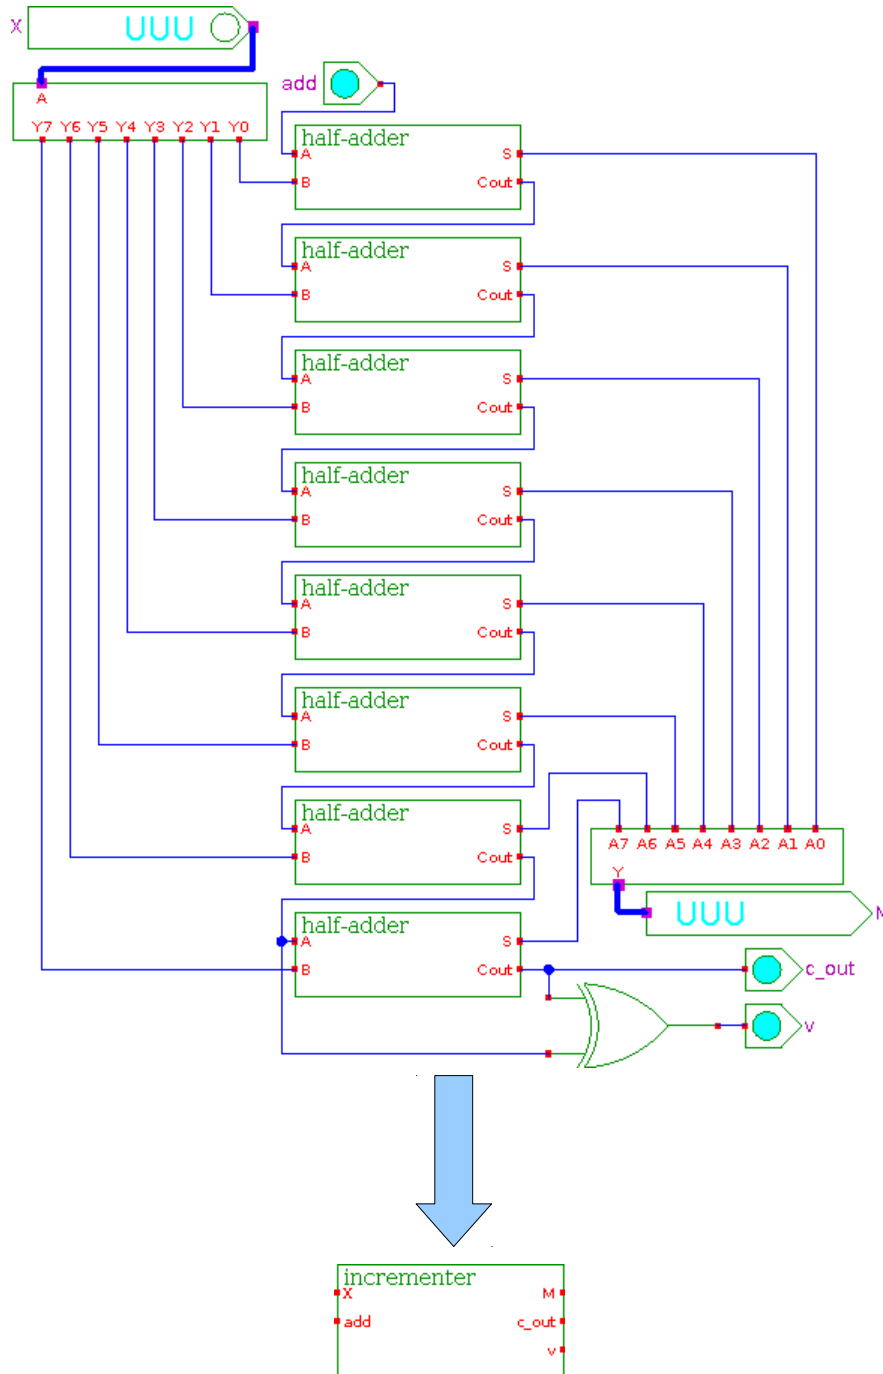 X UUU
add
A
Y7 Y6 Y5 Y4 Y3 Y2 Y1 Y0
half-adder
A S
B Cout
half-adder
A S
B Cout
half-adder
A S
B Cout
half-adder
A S
B Cout
half-adder
A S
B Cout
half-adder
A S
B Cout
half-adder
A S
B Cout
A7 A6 A5 A4 A3 A2 A1 A0
Y
UUU M
half-adder
A S
B Cout
c_out
v
incrementer
X M
add c_out
v